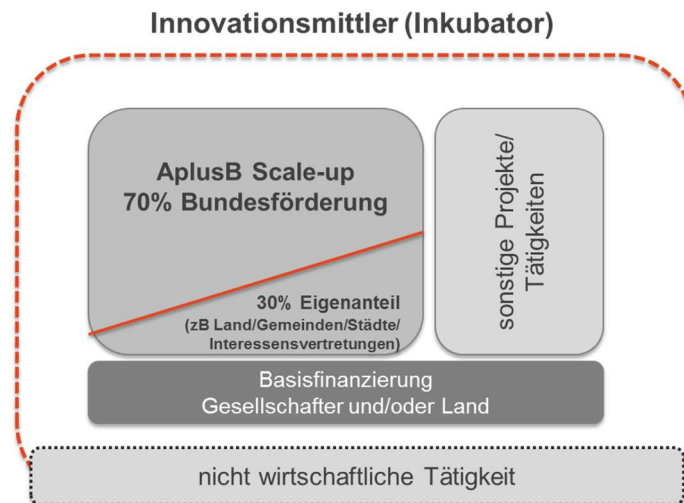 Innovationsmittler (Inkubator)
AplusB Scale-up
70% Bundesförderung
30% Eigenanteil
(zB Land/Gemeinden/Städte/
Interessensvertretungen)
sonstige Projekte/
Tätigkeiten
Basisfinanzierung
Gesellschafter und/oder Land
nicht wirtschaftliche Tätigkeit